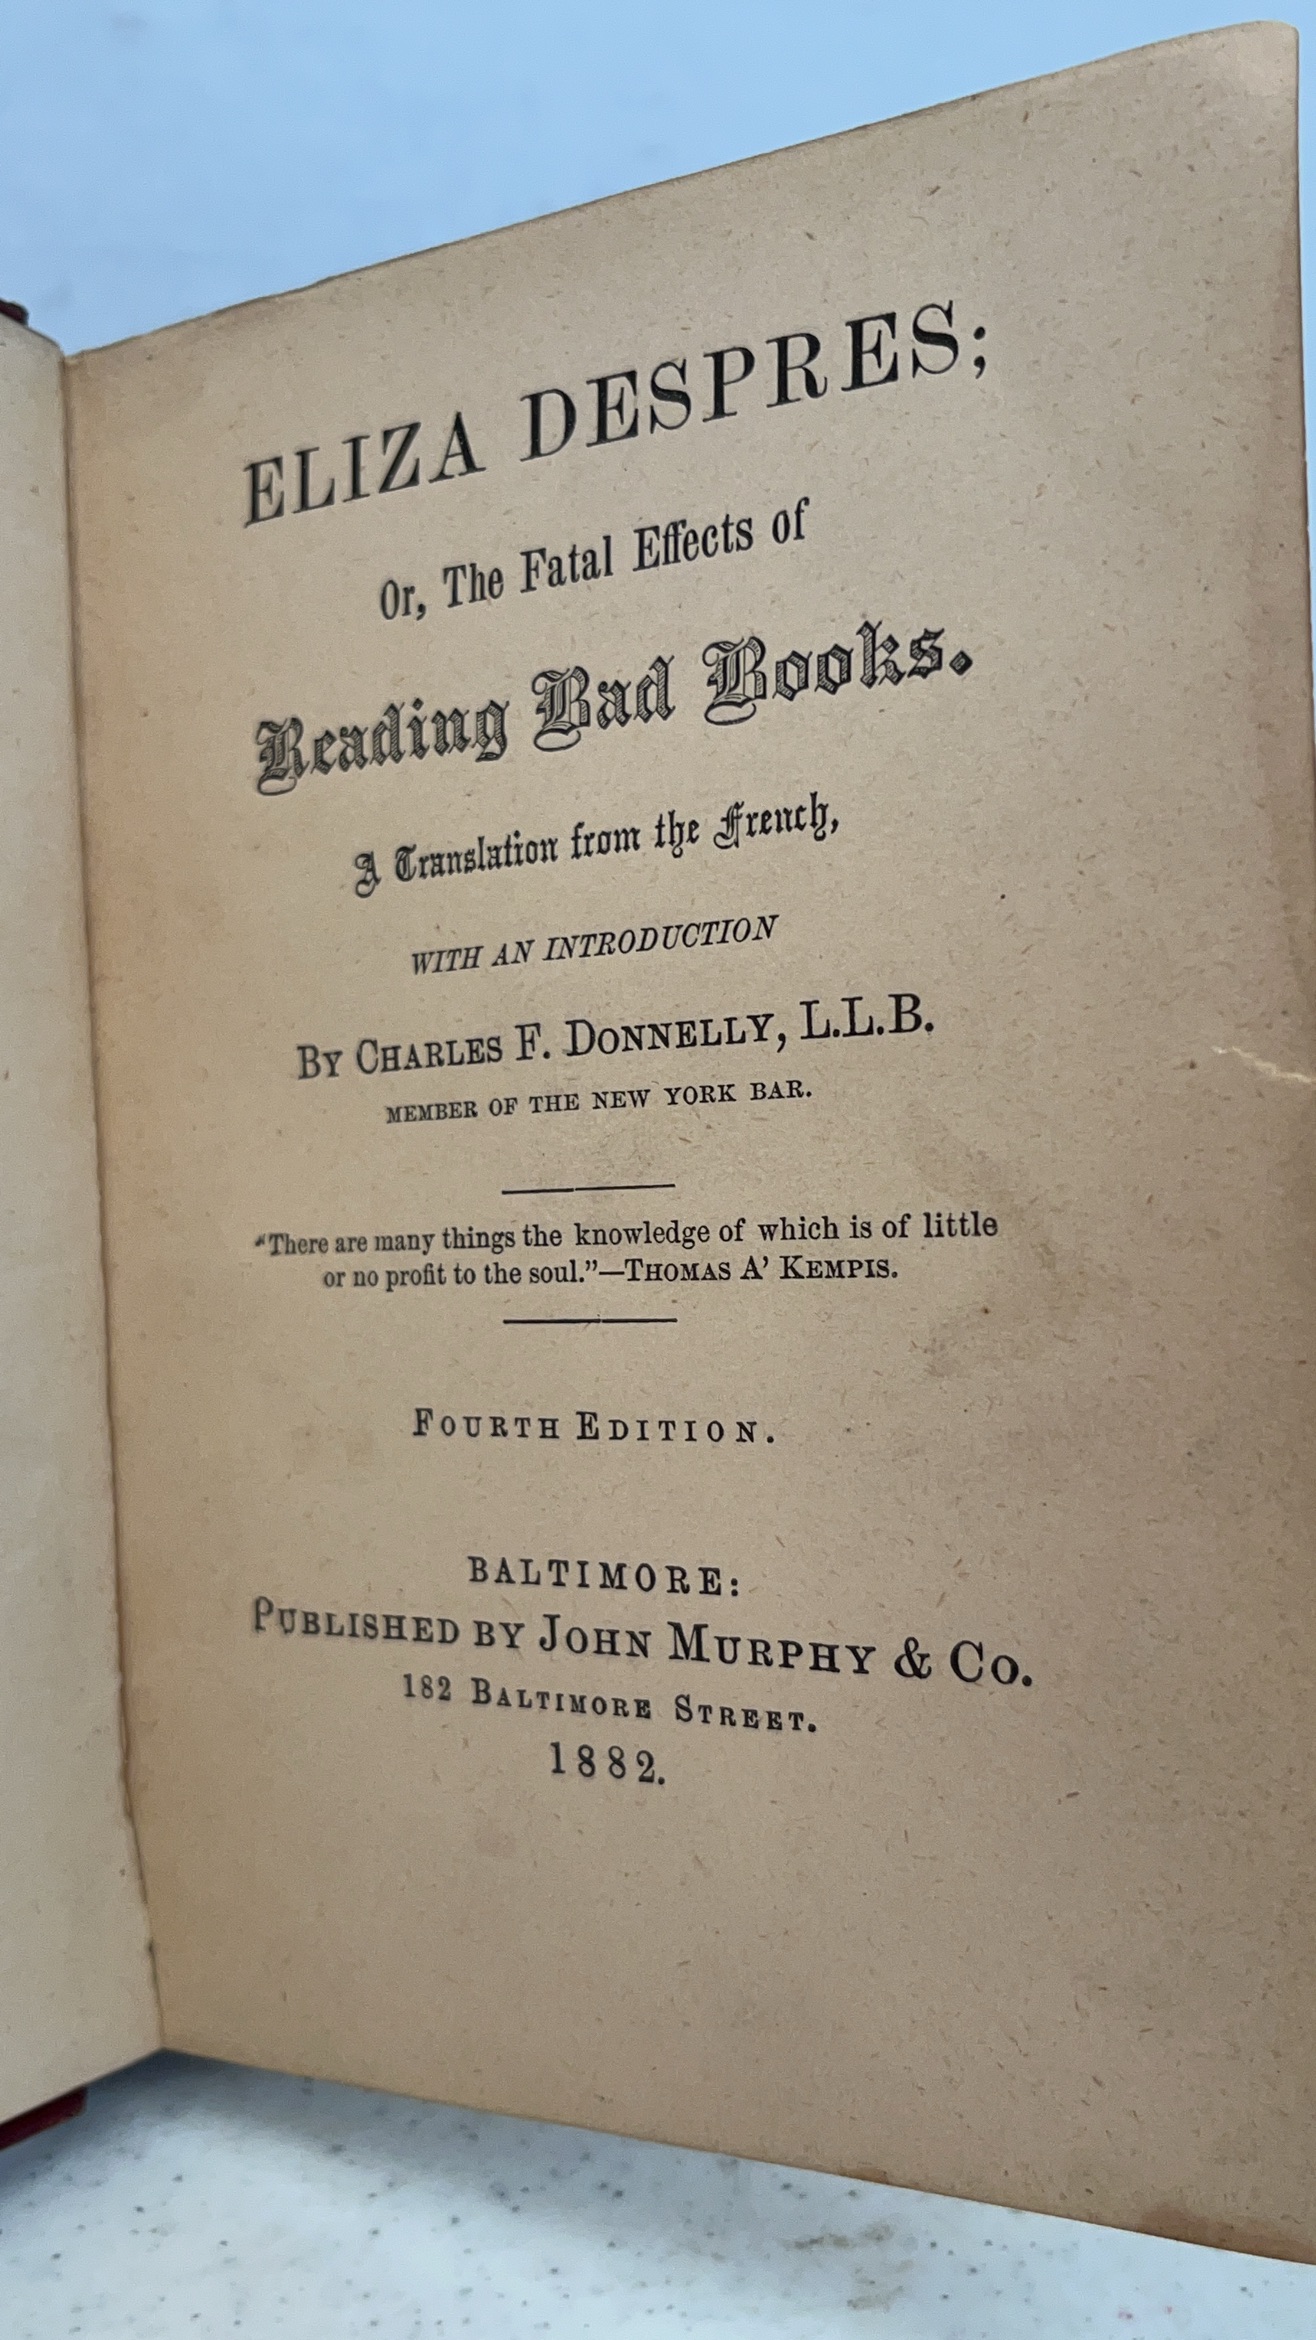 ELIZA DESPRES;
Or, The Fatal Effects of
Reading Bad Books.
A Translation from the French,
WITH AN INTRODUCTION
BY CHARLES F. DONNELLY, L.L.B.
MEMBER OF THE NEW YORK BAR.
"There are many things the knowledge of which is of little
or no profit to the soul."—THOMAS A' KEMPIS.
FOURTH EDITION.
BALTIMORE:
PUBLISHED BY JOHN MURPHY & CO.
182 BALTIMORE STREET.
1882.